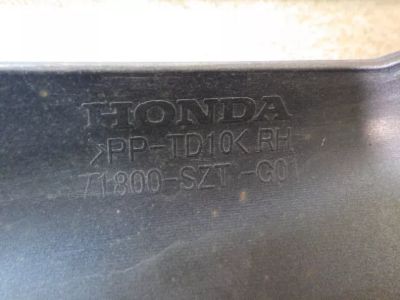 HONDA
>PP-TD10< RH
71800-SZT-G01